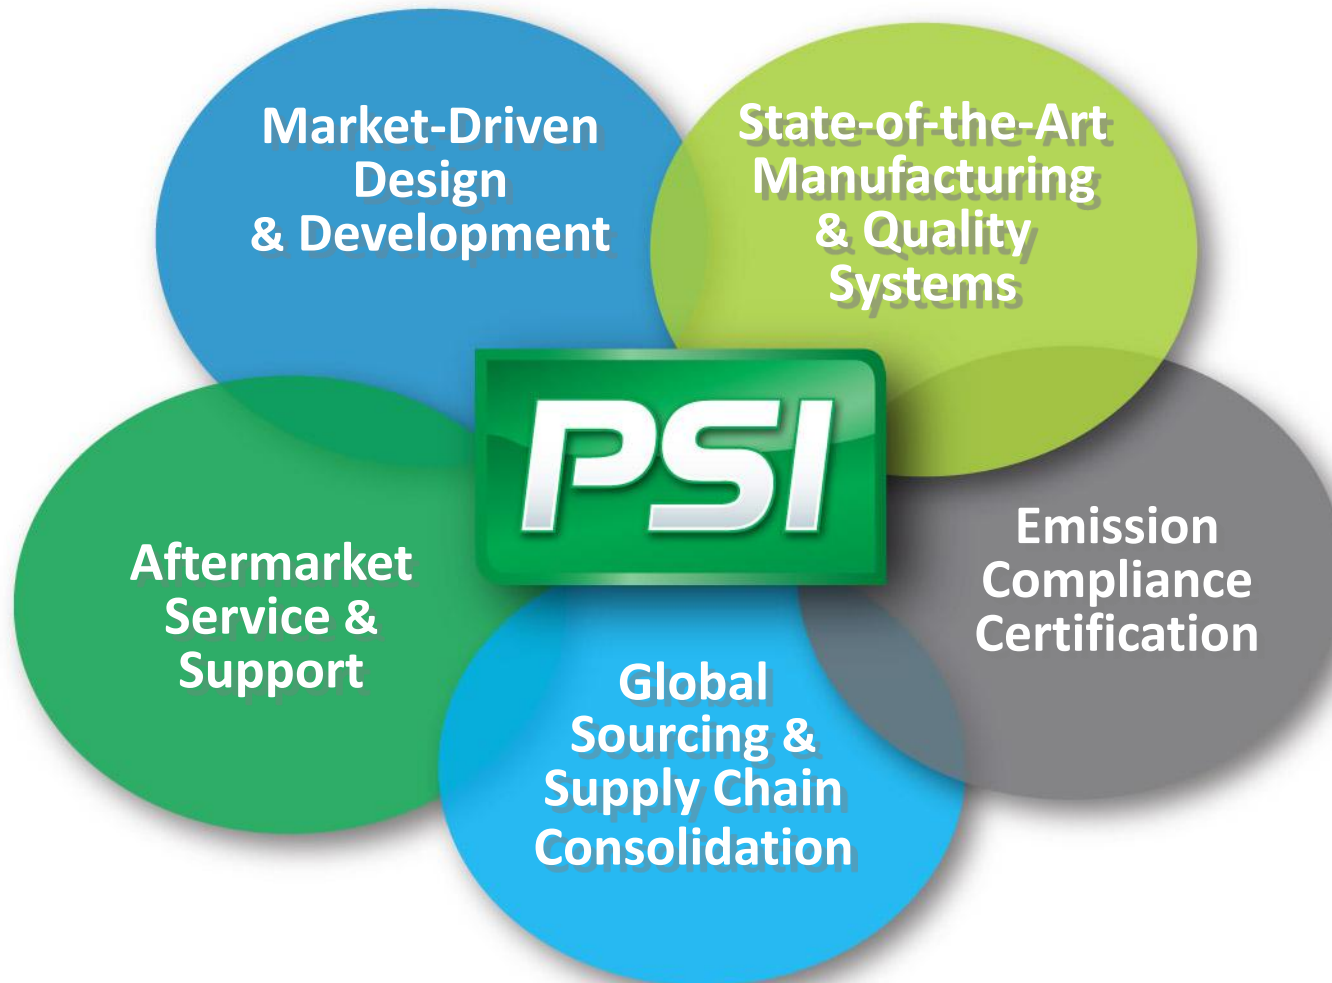 Market-Driven
Design
& Development
State-of-the-Art
Manufacturing
& Quality
Systems
PSI
Emission
Compliance
Certification
Aftermarket
Service &
Support
Global
Sourcing &
Supply Chain
Consolidation